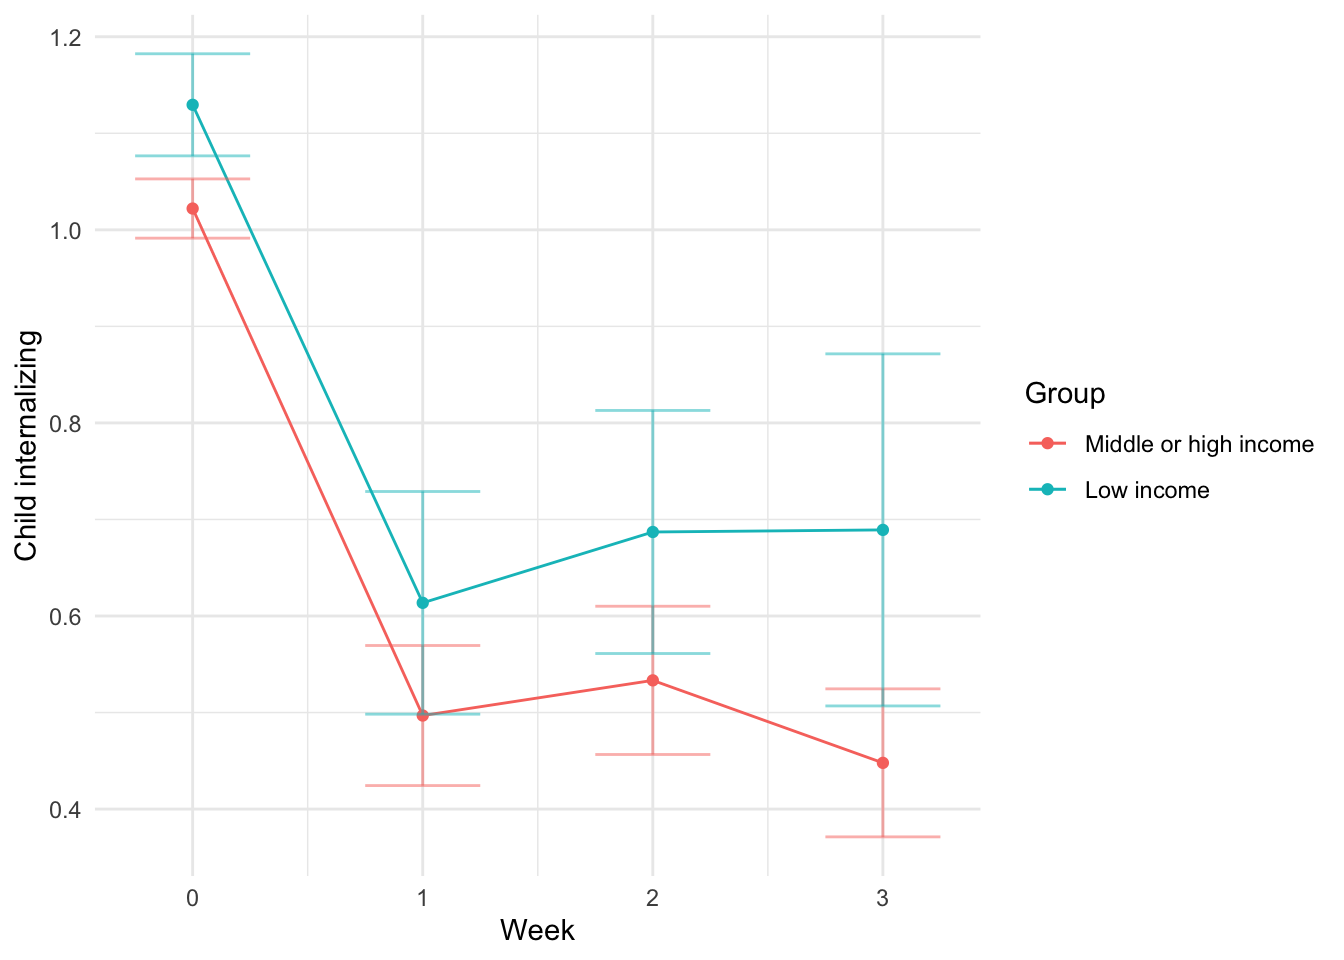 Child internalizing
1.2
1.0
0.8
0.6
0.4
0 1 2 3
Week
Group
Middle or high income
Low income